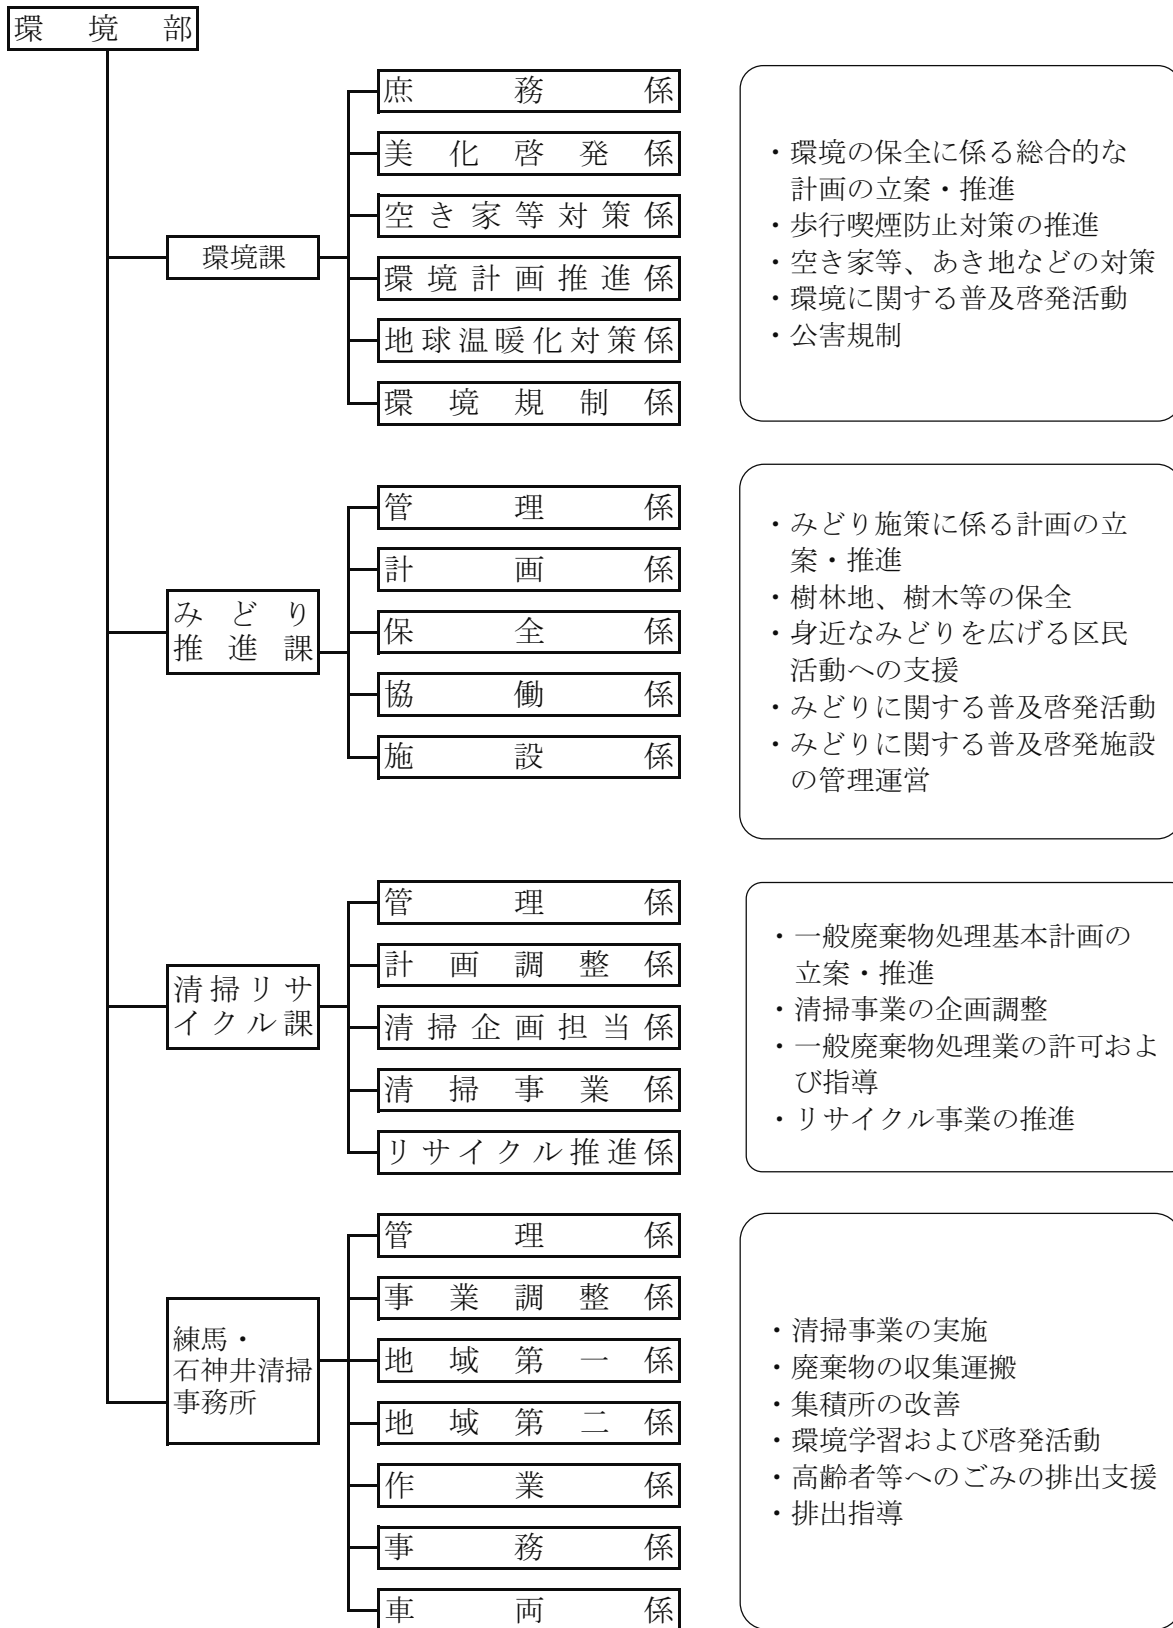 環境部
環境課
庶務係
美化啓発係
空き家等対策係
環境計画推進係
地球温暖化対策係
環境規制係
・環境の保全に係る総合的な
計画の立案・推進
・歩行喫煙防止対策の推進
・空き家等、あき地などの対策
・環境に関する普及啓発活動
・公害規制
みどり
推進課
管理係
計画係
保全係
協働係
施設係
・みどり施策に係る計画の立
案・推進
・樹林地、樹木等の保全
・身近なみどりを広げる区民
活動への支援
・みどりに関する普及啓発活動
・みどりに関する普及啓発施設
の管理運営
清掃リサ
イクル課
管理係
計画調整係
清掃企画担当係
清掃事業係
リサイクル推進係
・一般廃棄物処理基本計画の
立案・推進
・清掃事業の企画調整
・一般廃棄物処理業の許可およ
び指導
・リサイクル事業の推進
練馬・
石神井清掃
事務所
管理係
事業調整係
地域第一係
地域第二係
作業係
事務係
車両係
・清掃事業の実施
・廃棄物の収集運搬
・集積所の改善
・環境学習および啓発活動
・高齢者等へのごみの排出支援
・排出指導